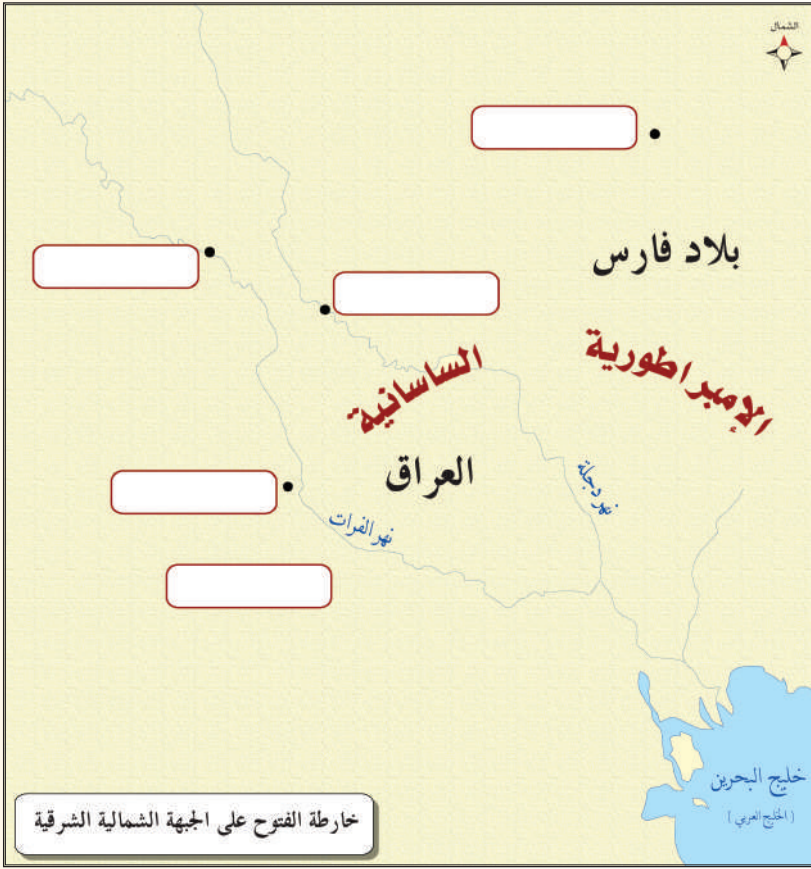 الشمال
بلاد فارس
الإمبراطورية
الساسانية
العراق
نهر دجلة
نهر الفرات
خليج البحرين
( الخليج العربي )
خارطة الفتوح على الجبهة الشمالية الشرقية